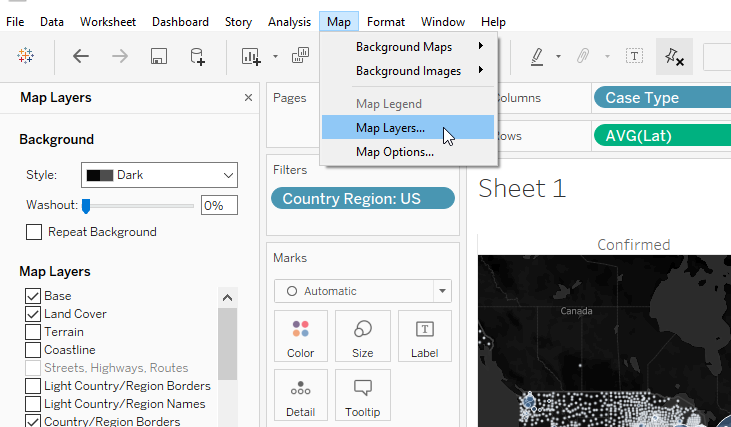 File Data Worksheet Dashboard Story Analysis Map Format Window Help
Background Maps
Background Images
Map Legend
Map Layers...
Map Options...
Map Layers
Background
Style: Dark
Washout: 0%
Repeat Background
Map Layers
Base
Land Cover
Terrain
Coastline
Streets, Highways, Routes
Light Country/Region Borders
Light Country/Region Names
Country/Region Borders
Pages
Filters
Country Region: US
Marks
Automatic
Color Size Label
Detail Tooltip
Columns Case Type
Rows AVG(Lat)
Sheet 1
Confirmed
Canada